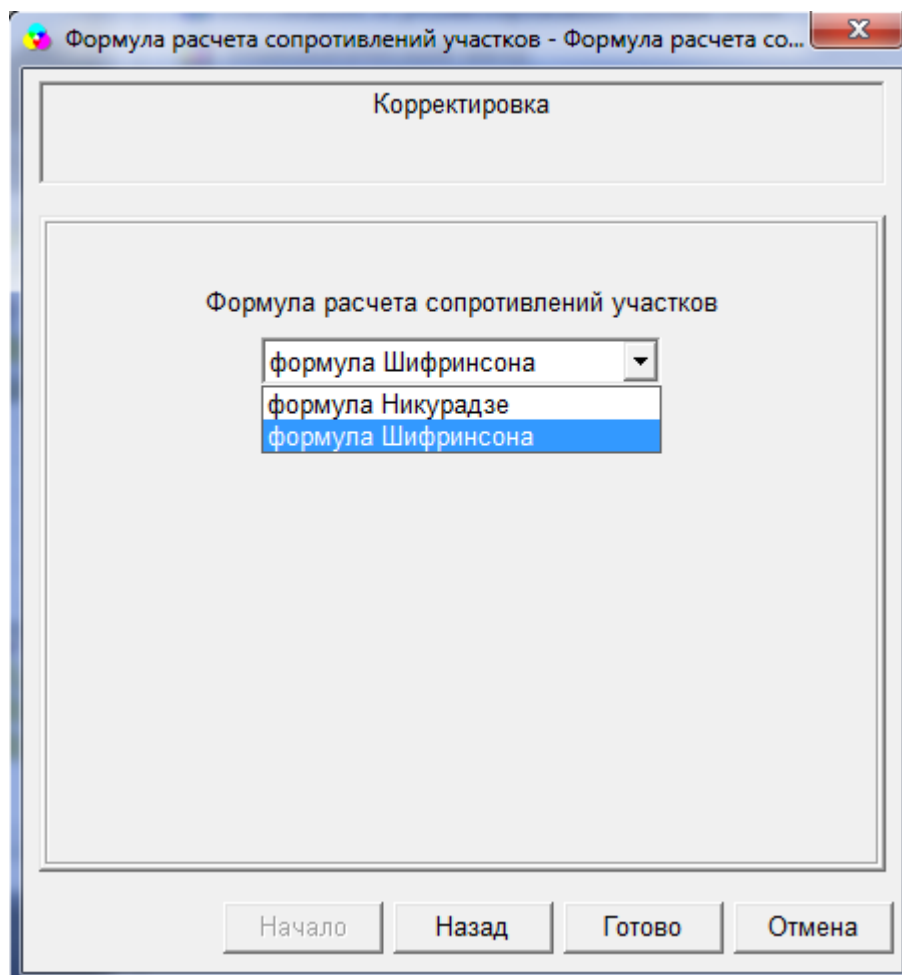 Формула расчета сопротивлений участков - Формула расчета со...
Корректировка
Формула расчета сопротивлений участков
формула Шифринсона
формула Никурадзе
формула Шифринсона
Начало Назад Готово Отмена